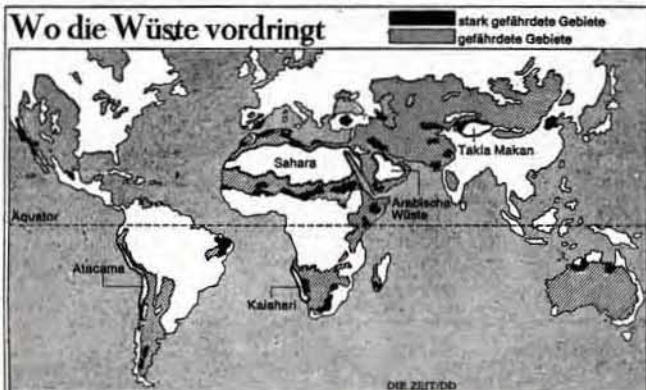 Wo die Wüste vordringt
stark gefährdete Gebiete
gefährdete Gebiete
Takla Makan
Sahara
Arabische
Wüste
Äquator
Atacama
Kalahari
DIE ZEIT/DD